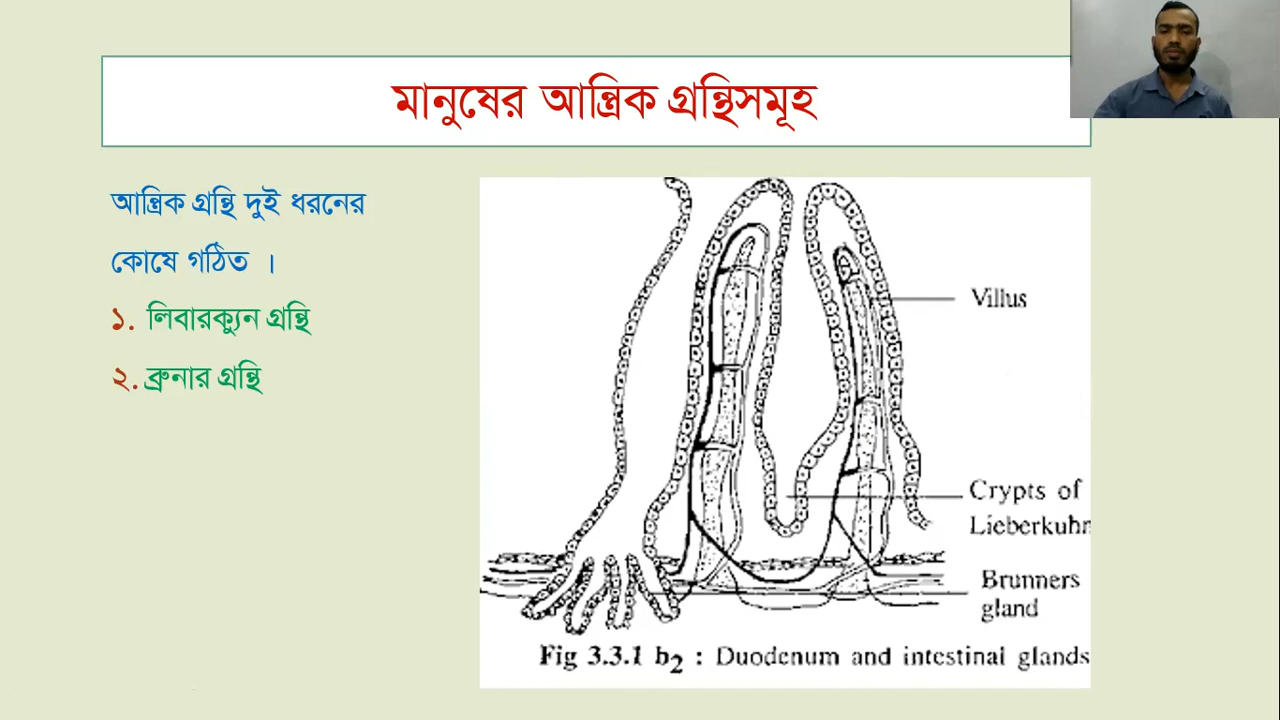 মানুষের আন্ত্রিক গ্রন্থিসমূহ
আন্ত্রিক গ্রন্থি দুই ধরনের
কোষে গঠিত ।
১. লিবারক্যুন গ্রন্থি
২. ব্রুনার গ্রন্থি
Villus
Crypts of
Lieberkuhn
Brunners
gland
Fig 3.3.1 b2 : Duodenum and intestinal glands